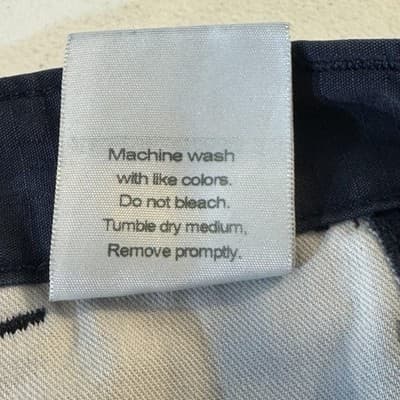 Machine wash
with like colors.
Do not bleach.
Tumble dry medium,
Remove promptly.